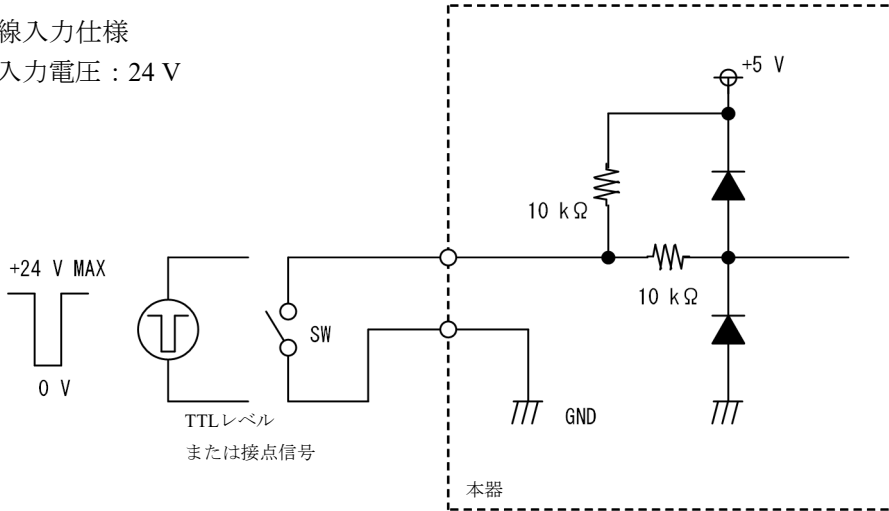 線入力仕様
入力電圧：24 V
+5 V
10 kΩ
10 kΩ
+24 V MAX
0 V
SW
TTLレベル
または接点信号
GND
本器